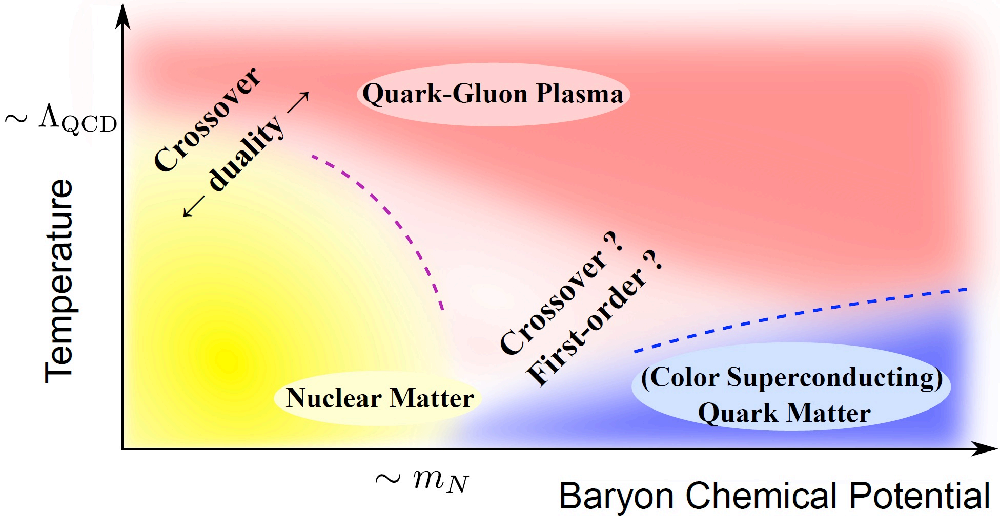 Crossover
← duality →
Quark-Gluon Plasma
∼ Λ_QCD
Temperature
Crossover ?
First-order ?
Nuclear Matter
(Color Superconducting)
Quark Matter
∼ m_N
Baryon Chemical Potential